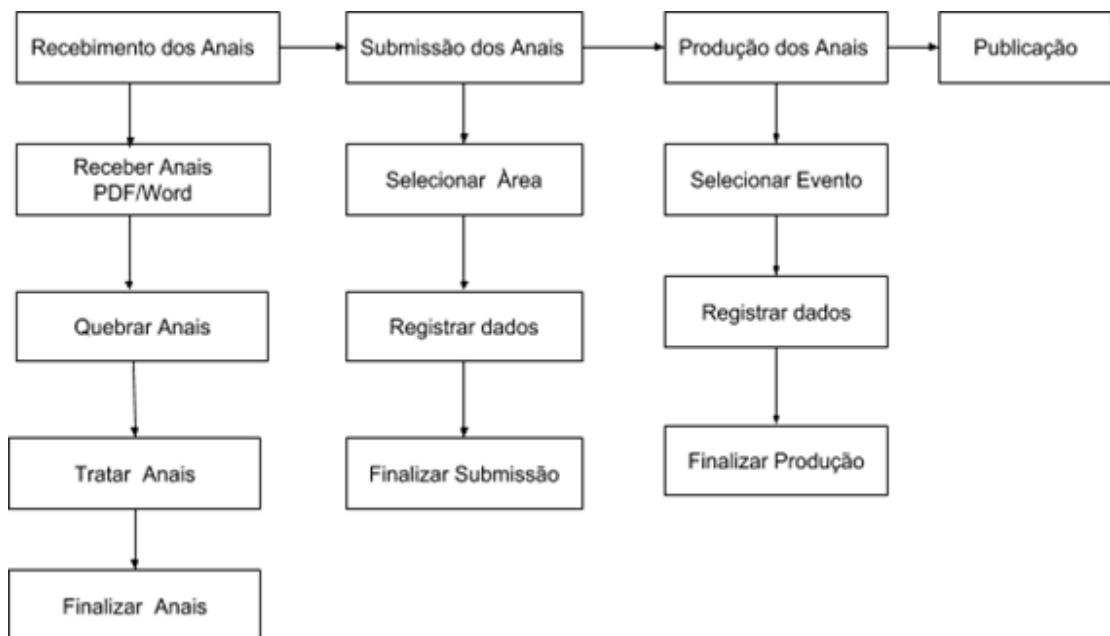 Recebimento dos Anais
Submissão dos Anais
Produção dos Anais
Publicação
Receber Anais
PDF/Word
Selecionar Àrea
Selecionar Evento
Quebrar Anais
Registrar dados
Registrar dados
Tratar Anais
Finalizar Submissão
Finalizar Produção
Finalizar Anais